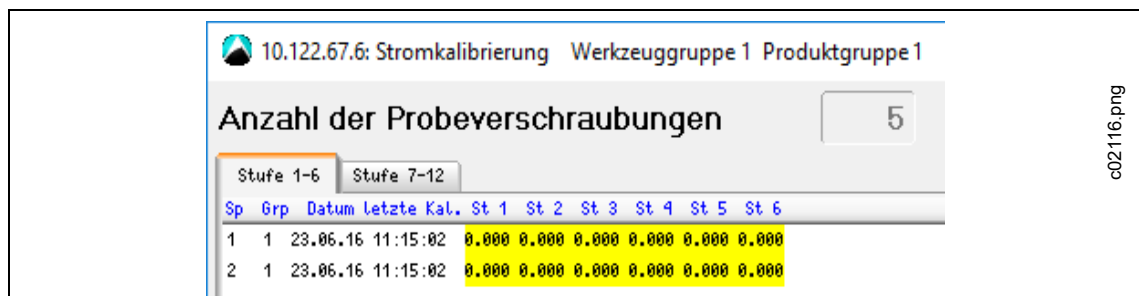 10.122.67.6: Stromkalibrierung Werkzeuggruppe 1 Produktgruppe 1
Anzahl der Probeverschraubungen 5
Stufe 1-6 Stufe 7-12
Sp Grp Datum letzte Kal. St 1 St 2 St 3 St 4 St 5 St 6
1 1 23.06.16 11:15:02 0.000 0.000 0.000 0.000 0.000 0.000
2 1 23.06.16 11:15:02 0.000 0.000 0.000 0.000 0.000 0.000
c02116.png